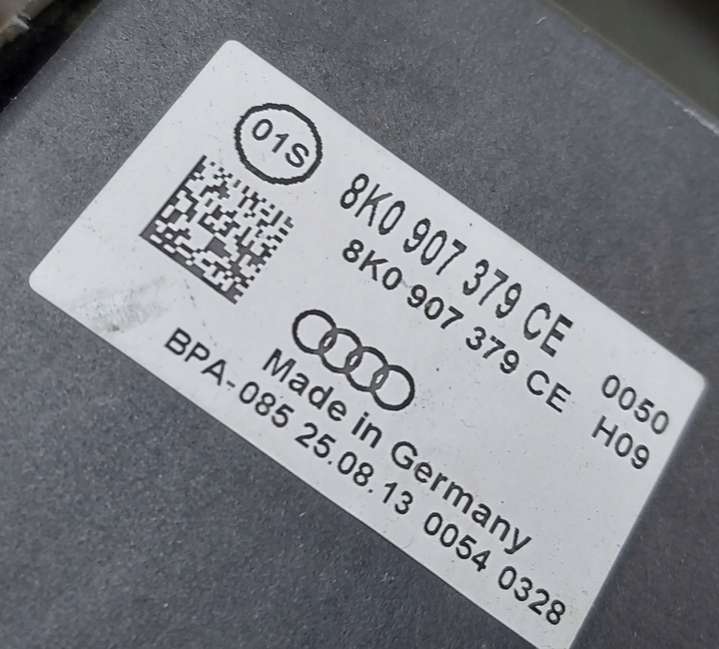 01S
8K0 907 379 CE
8K0 907 379 CE
0050
H09
Made in Germany
BPA-085 25.08.13 0054 0328